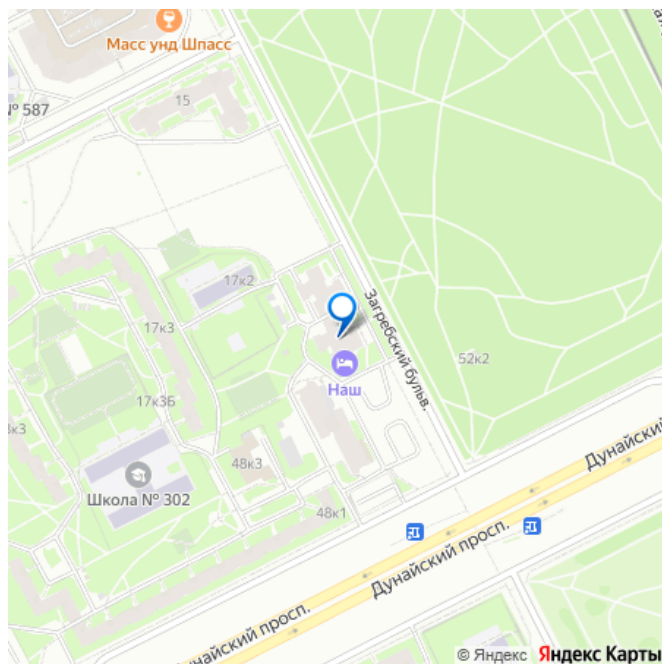 Масс унд Шпасс
№ 587
15
17к2
Загребский бульв.
17к3
52к2
Наш
17к3Б
48к3
Школа № 302
48к1
Дунайский
Дунайский просп.
Дунайский просп.
© Яндекс Яндекс Карты